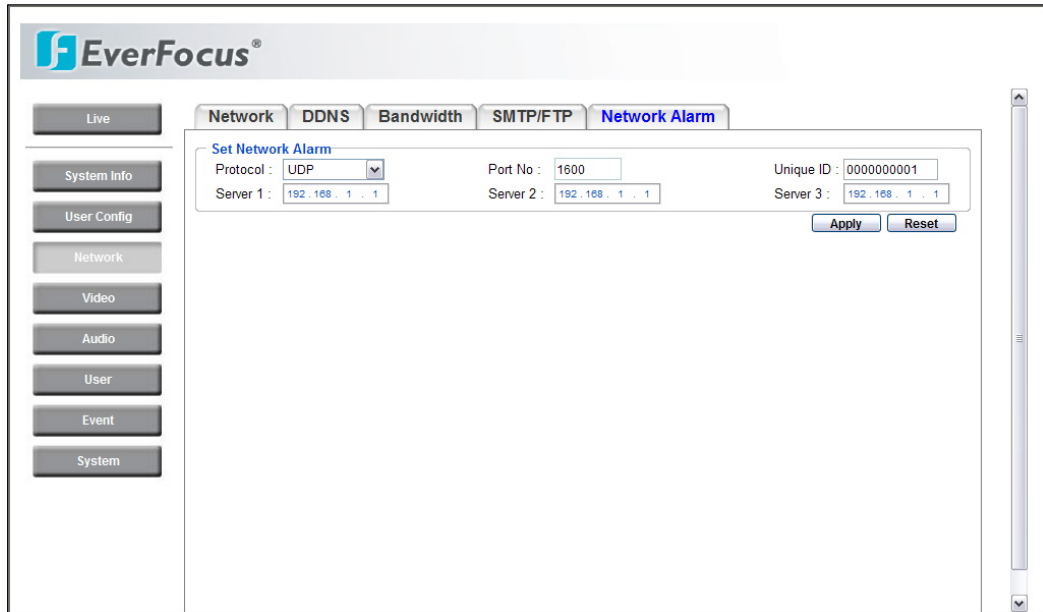 EverFocus®
Live
System Info
User Config
Network
Video
Audio
User
Event
System
Network DDNS Bandwidth SMTP/FTP Network Alarm
Set Network Alarm
Protocol : UDP Port No : 1600 Unique ID : 0000000001
Server 1 : 192 . 168 . 1 . 1 Server 2 : 192 . 168 . 1 . 1 Server 3 : 192 . 168 . 1 . 1
Apply Reset